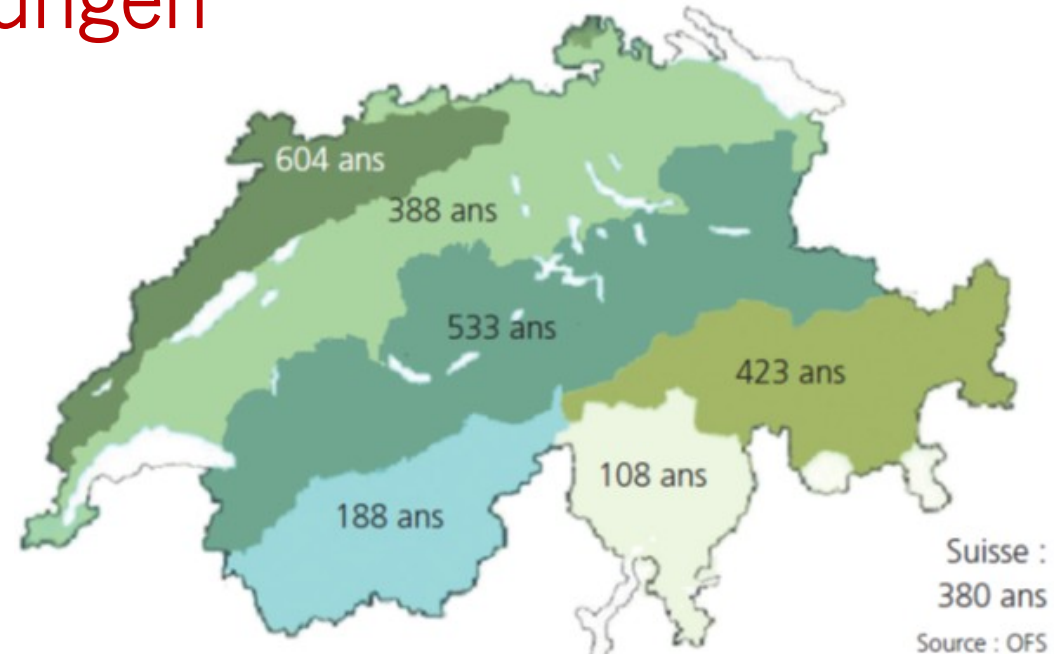 ungen
604 ans
388 ans
533 ans
423 ans
108 ans
188 ans
Suisse :
380 ans
Source : OFS